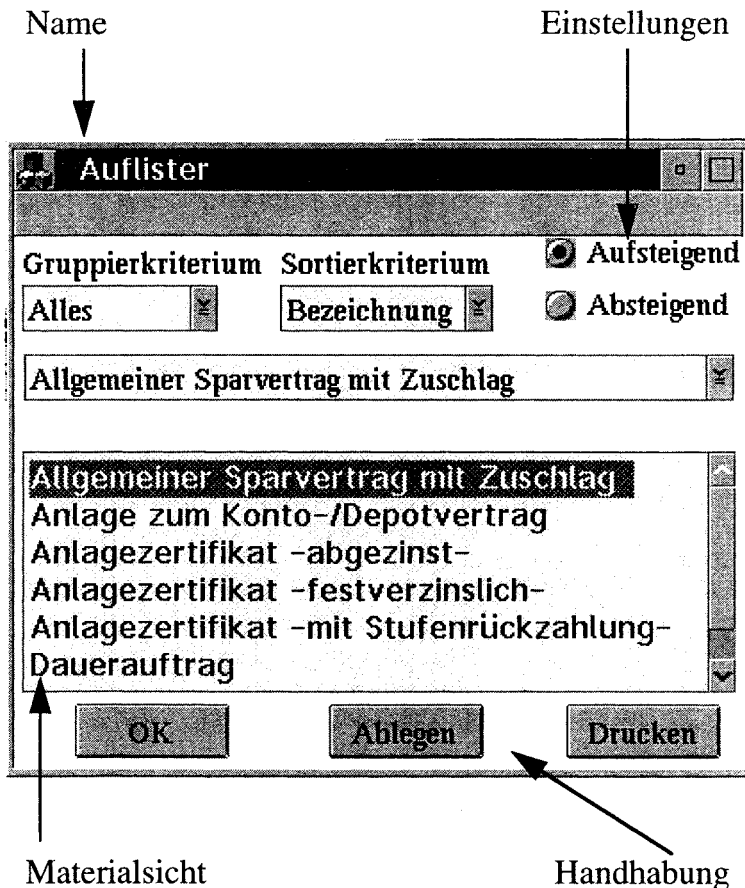 Name Einstellungen
Auflister
Gruppierkriterium Sortierkriterium Aufsteigend
Alles Bezeichnung Absteigend
Allgemeiner Sparvertrag mit Zuschlag
Allgemeiner Sparvertrag mit Zuschlag
Anlage zum Konto-/Depotvertrag
Anlagezertifikat -abgezinst-
Anlagezertifikat -festverzinslich-
Anlagezertifikat -mit Stufenrückzahlung-
Dauerauftrag
OK Ablegen Drucken
Materialsicht Handhabung